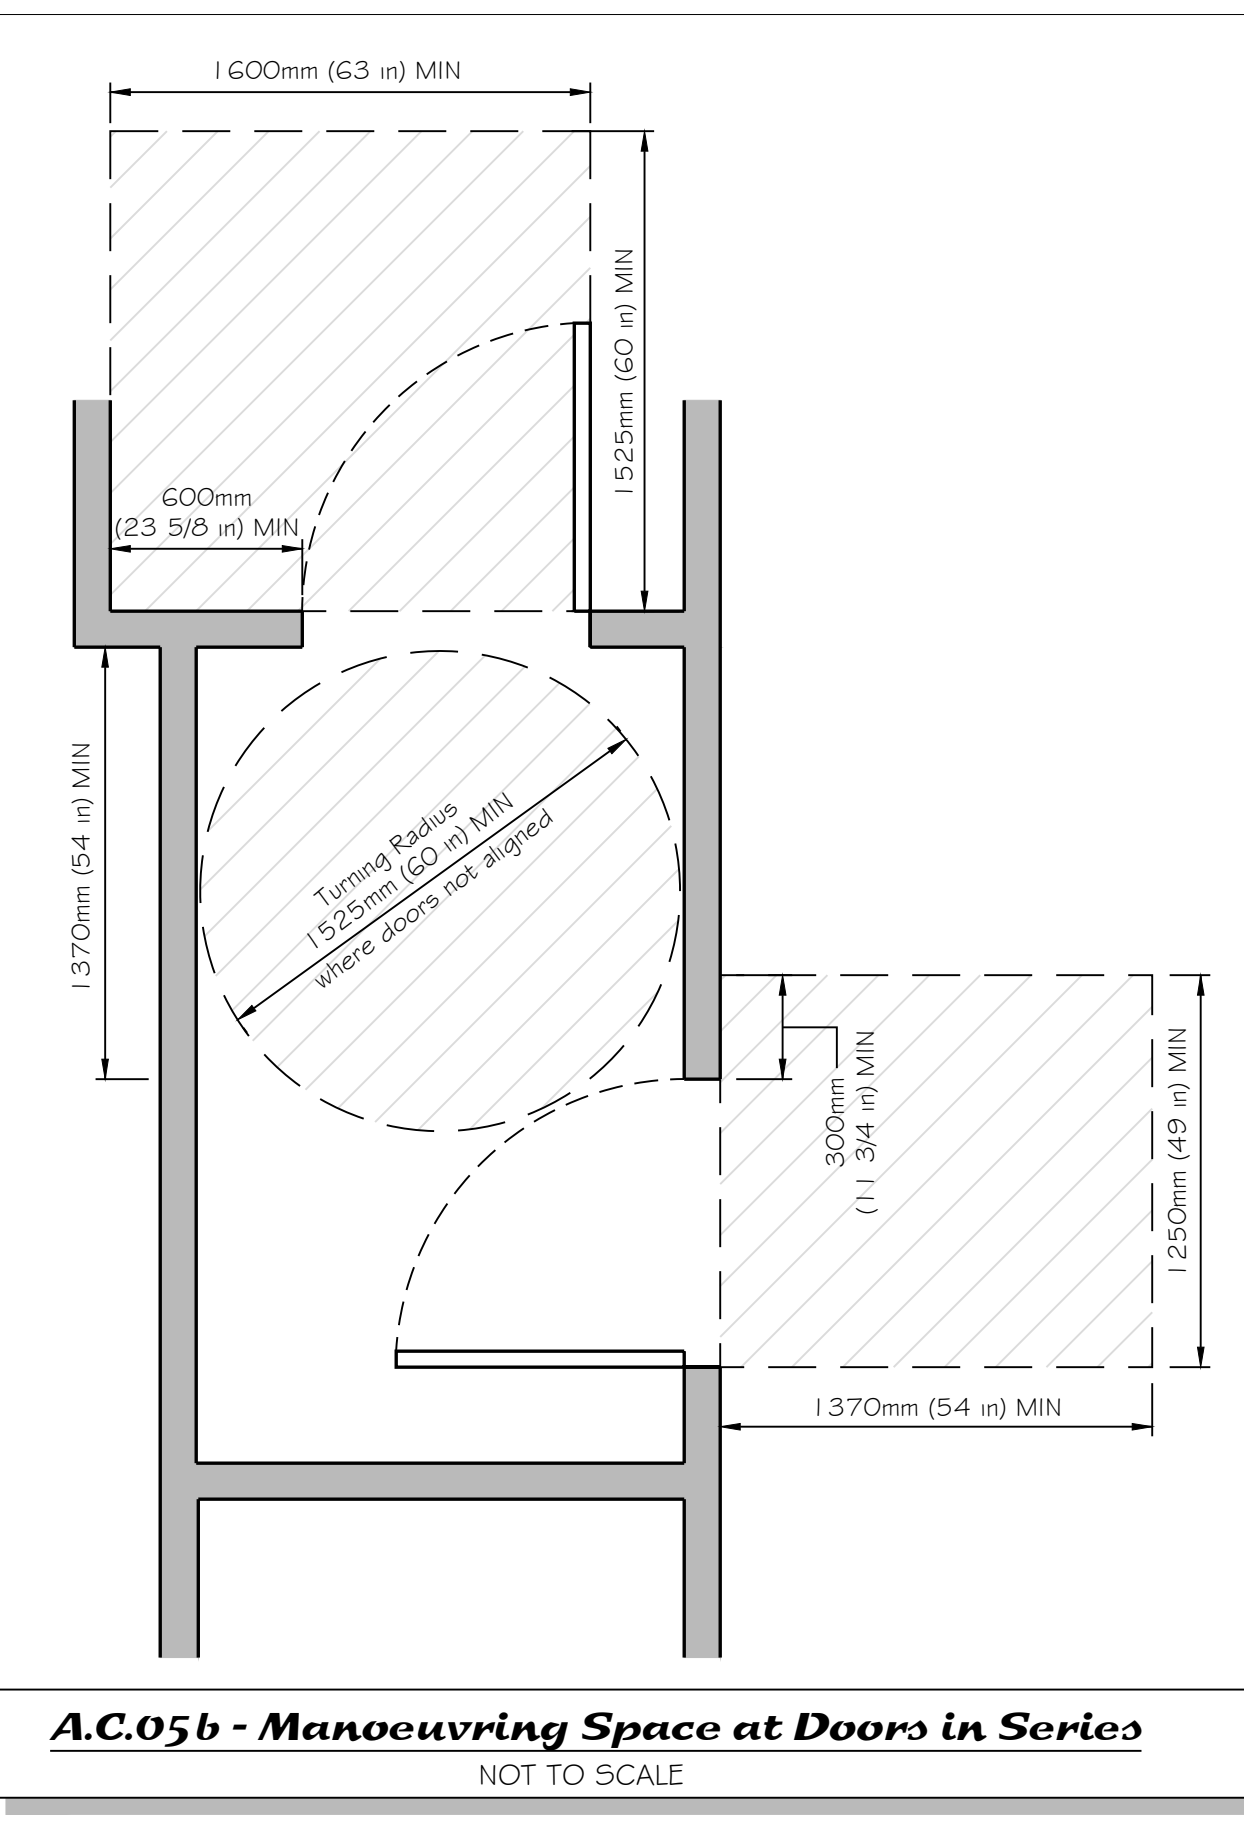 1600mm (63 in) MIN
1525mm (60 in) MIN
600mm
(23 5/8 in) MIN
1370mm (54 in) MIN
Turning Radius
1525mm (60 in) MIN
where doors not aligned
300mm
(11 3/4 in) MIN
1250mm (49 in) MIN
1370mm (54 in) MIN
A.C.05b - Manoeuvring Space at Doors in Series
NOT TO SCALE